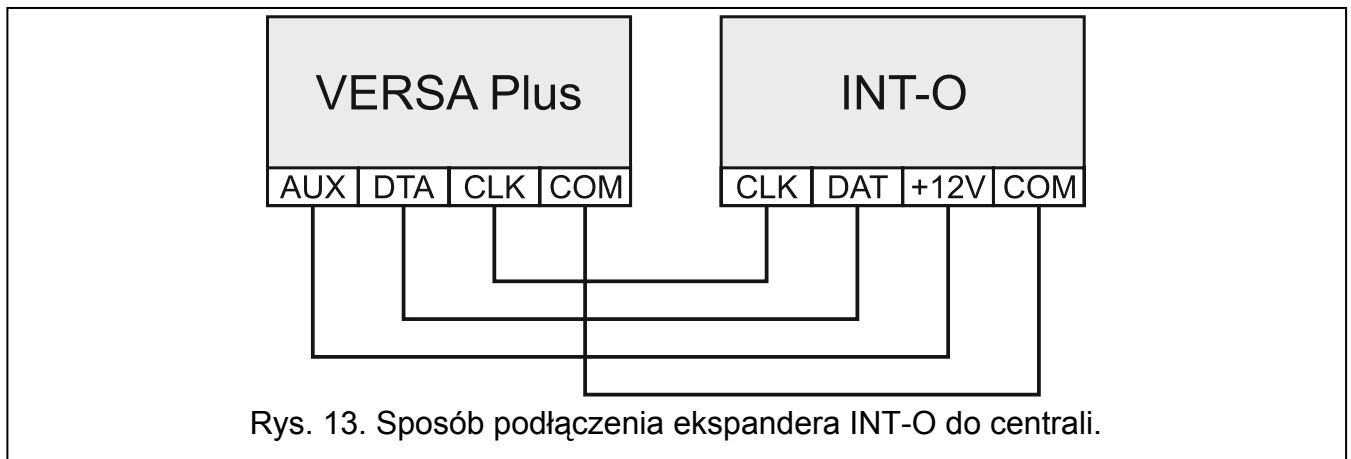 VERSA Plus
INT-O
AUX DTA CLK COM
CLK DAT +12V COM
Rys. 13. Sposób podłączenia ekspandera INT-O do centrali.